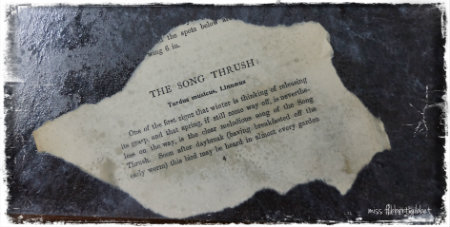 d the spots below a
wing 6 in.
THE SONG THRUSH
Turdus musicus, Linnæus
One of the first signs that winter is thinking of releasing
its grasp, and that spring, if still some way off, is neverthe-
less on the way, is the clear melodious song of the Song
Thrush. Soon after daybreak (having breakfasted off the
early worm) this bird may be heard in almost every garden
miss flibbertigibbet